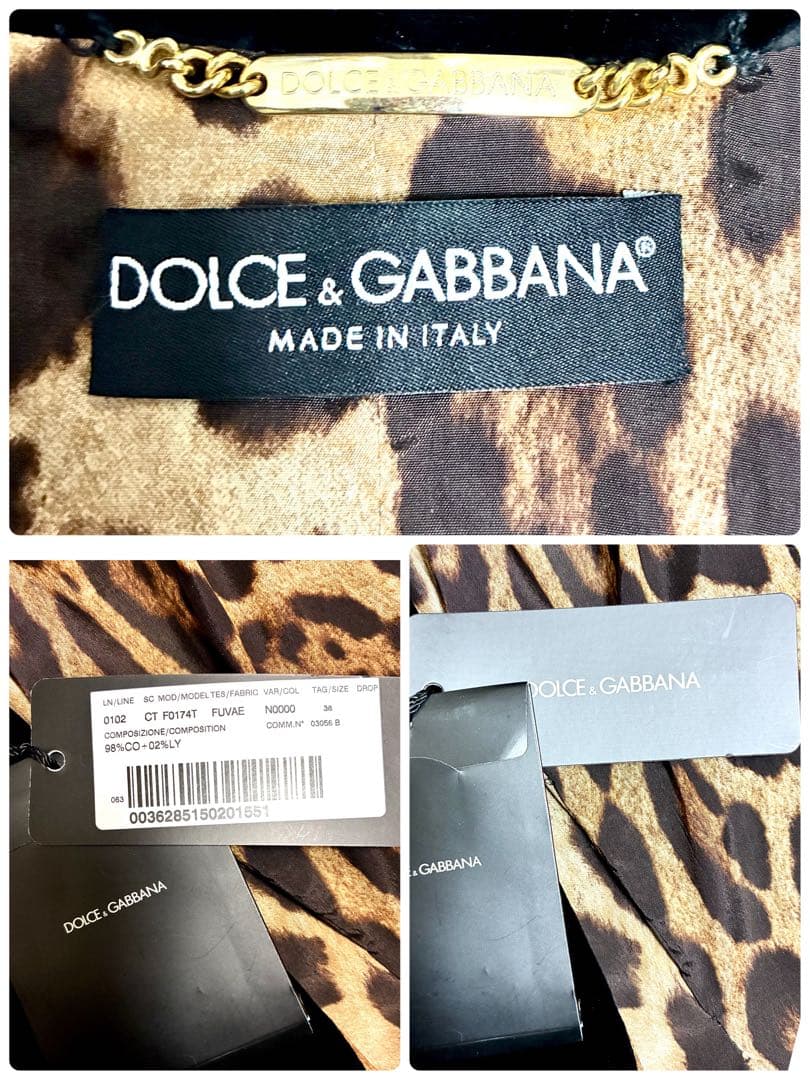 DOLCE & GABBANA
DOLCE & GABBANA®
MADE IN ITALY
LN/LINE SC MOD/MODEL TES/FABRIC VAR/COL TAG/SIZE DROP
0102 CT F0174T FUVAE N0000 38
COMPOSIZIONE/COMPOSITION COMM.N° 03056 B
98%CO+02%LY
063
0036285150201551
DOLCE & GABBANA
DOLCE & GABBANA
& GABBANA